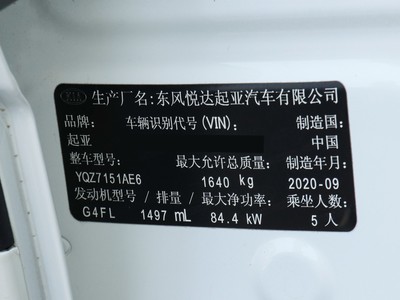 KIA 生产厂名:东风悦达起亚汽车有限公司
品牌: 车辆识别代号(VIN): 制造国:
起亚 中国
整车型号: 最大允许总质量: 制造年月:
YQZ7151AE6 1640 kg 2020-09
发动机型号 / 排量 / 最大净功率: 乘坐人数:
G4FL 1497 mL 84.4 kW 5 人